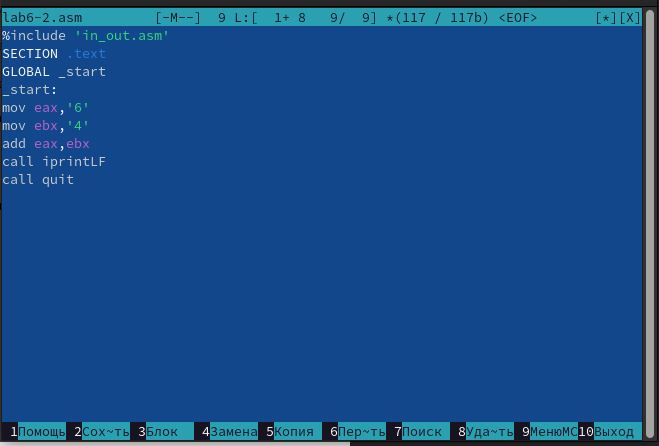 lab6-2.asm [-M--] 9 L:[ 1+ 8 9/ 9] *(117 / 117b) <EOF> [*][X]
%include 'in_out.asm'
SECTION .text
GLOBAL _start
_start:
mov eax,'6'
mov ebx,'4'
add eax,ebx
call iprintLF
call quit
1Помощь 2Сох~ть 3Блок 4Замена 5Копия 6Пер~ть 7Поиск 8Уда~ть 9МенюMC 10Выход